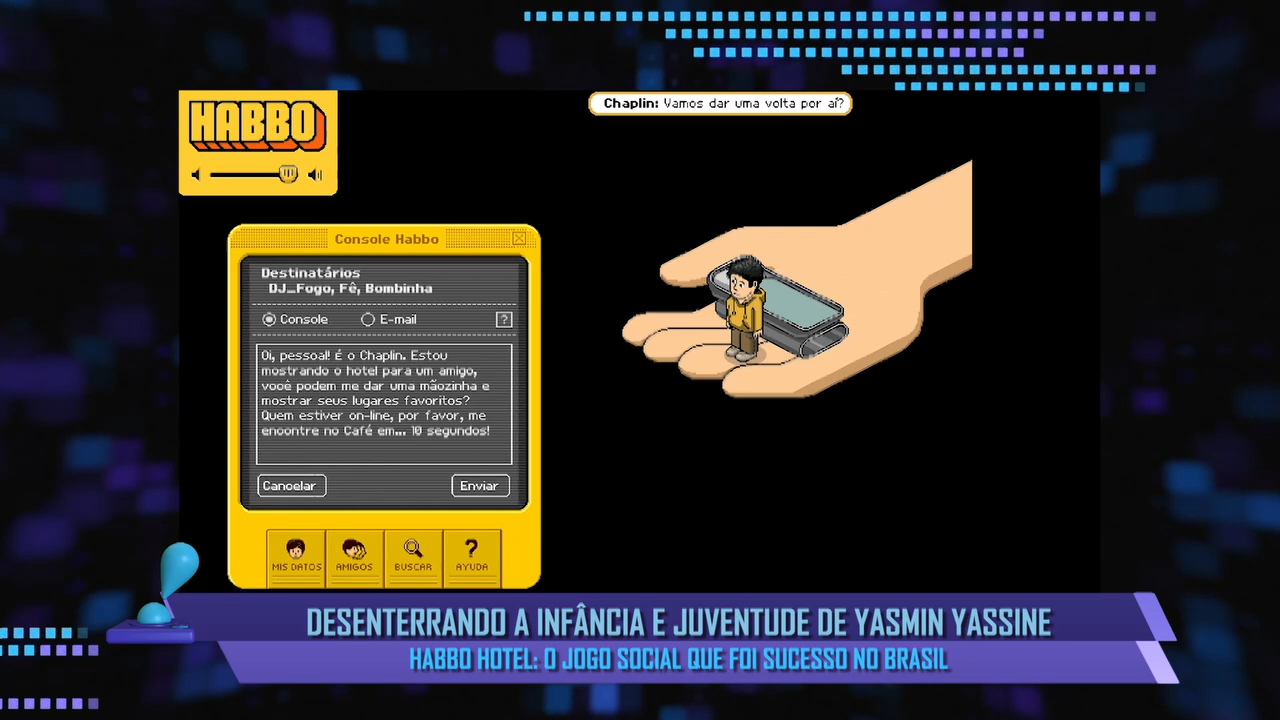 HABBO
Chaplin: Vamos dar uma volta por aí?
Console Habbo
Destinatários
DJ_Fogo, Fê, Bombinha
Console
E-mail
?
Oi, pessoal! É o Chaplin. Estou
mostrando o hotel para um amigo,
você podem me dar uma mãozinha e
mostrar seus lugares favoritos?
Quem estiver on-line, por favor, me
encontre no Café em... 10 segundos!
Cancelar
Enviar
MIS DATOS
AMIGOS
BUSCAR
AYUDA
DESENTERRANDO A INFÂNCIA E JUVENTUDE DE YASMIN YASSINE
HABBO HOTEL: O JOGO SOCIAL QUE FOI SUCESSO NO BRASIL